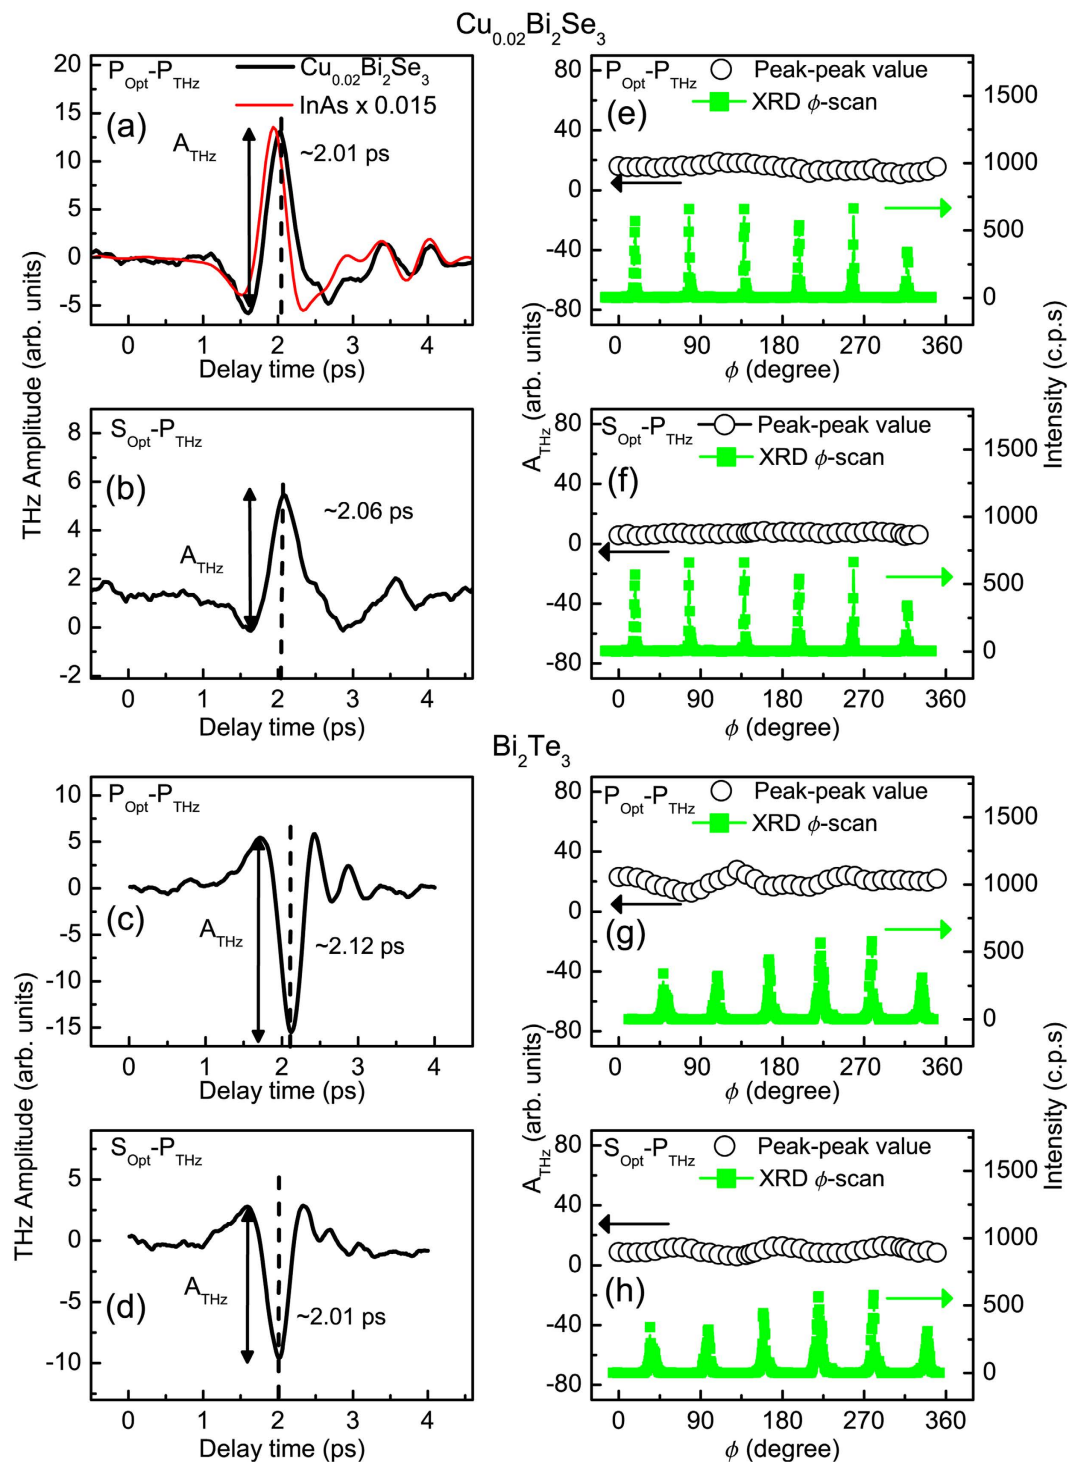 Cu0.02Bi2Se3
POpt-PTHz
Cu0.02Bi2Se3
InAs x 0.015
(a)
ATHz
~2.01 ps
20
15
10
5
0
-5
0 1 2 3 4
Delay time (ps)
POpt-PTHz
Peak-peak value
XRD ϕ-scan
(e)
80
40
0
-40
-80
1500
1000
500
0
0 90 180 270 360
ϕ (degree)
THz Amplitude (arb. units)
SOpt-PTHz
(b)
ATHz
~2.06 ps
8
6
4
2
0
-2
0 1 2 3 4
Delay time (ps)
ATHz (arb. units)
SOpt-PTHz
Peak-peak value
XRD ϕ-scan
(f)
80
40
0
-40
-80
1500
1000
500
0
Intensity (c.p.s)
0 90 180 270 360
ϕ (degree)
Bi2Te3
POpt-PTHz
(c)
ATHz
~2.12 ps
10
5
0
-5
-10
-15
0 1 2 3 4
Delay time (ps)
POpt-PTHz
Peak-peak value
XRD ϕ-scan
(g)
80
40
0
-40
-80
1500
1000
500
0
0 90 180 270 360
ϕ (degree)
THz Amplitude (arb. units)
SOpt-PTHz
(d)
ATHz
~2.01 ps
5
0
-5
-10
0 1 2 3 4
Delay time (ps)
ATHz (arb. units)
SOpt-PTHz
Peak-peak value
XRD ϕ-scan
(h)
80
40
0
-40
-80
1500
1000
500
0
Intensity (c.p.s)
0 90 180 270 360
ϕ (degree)